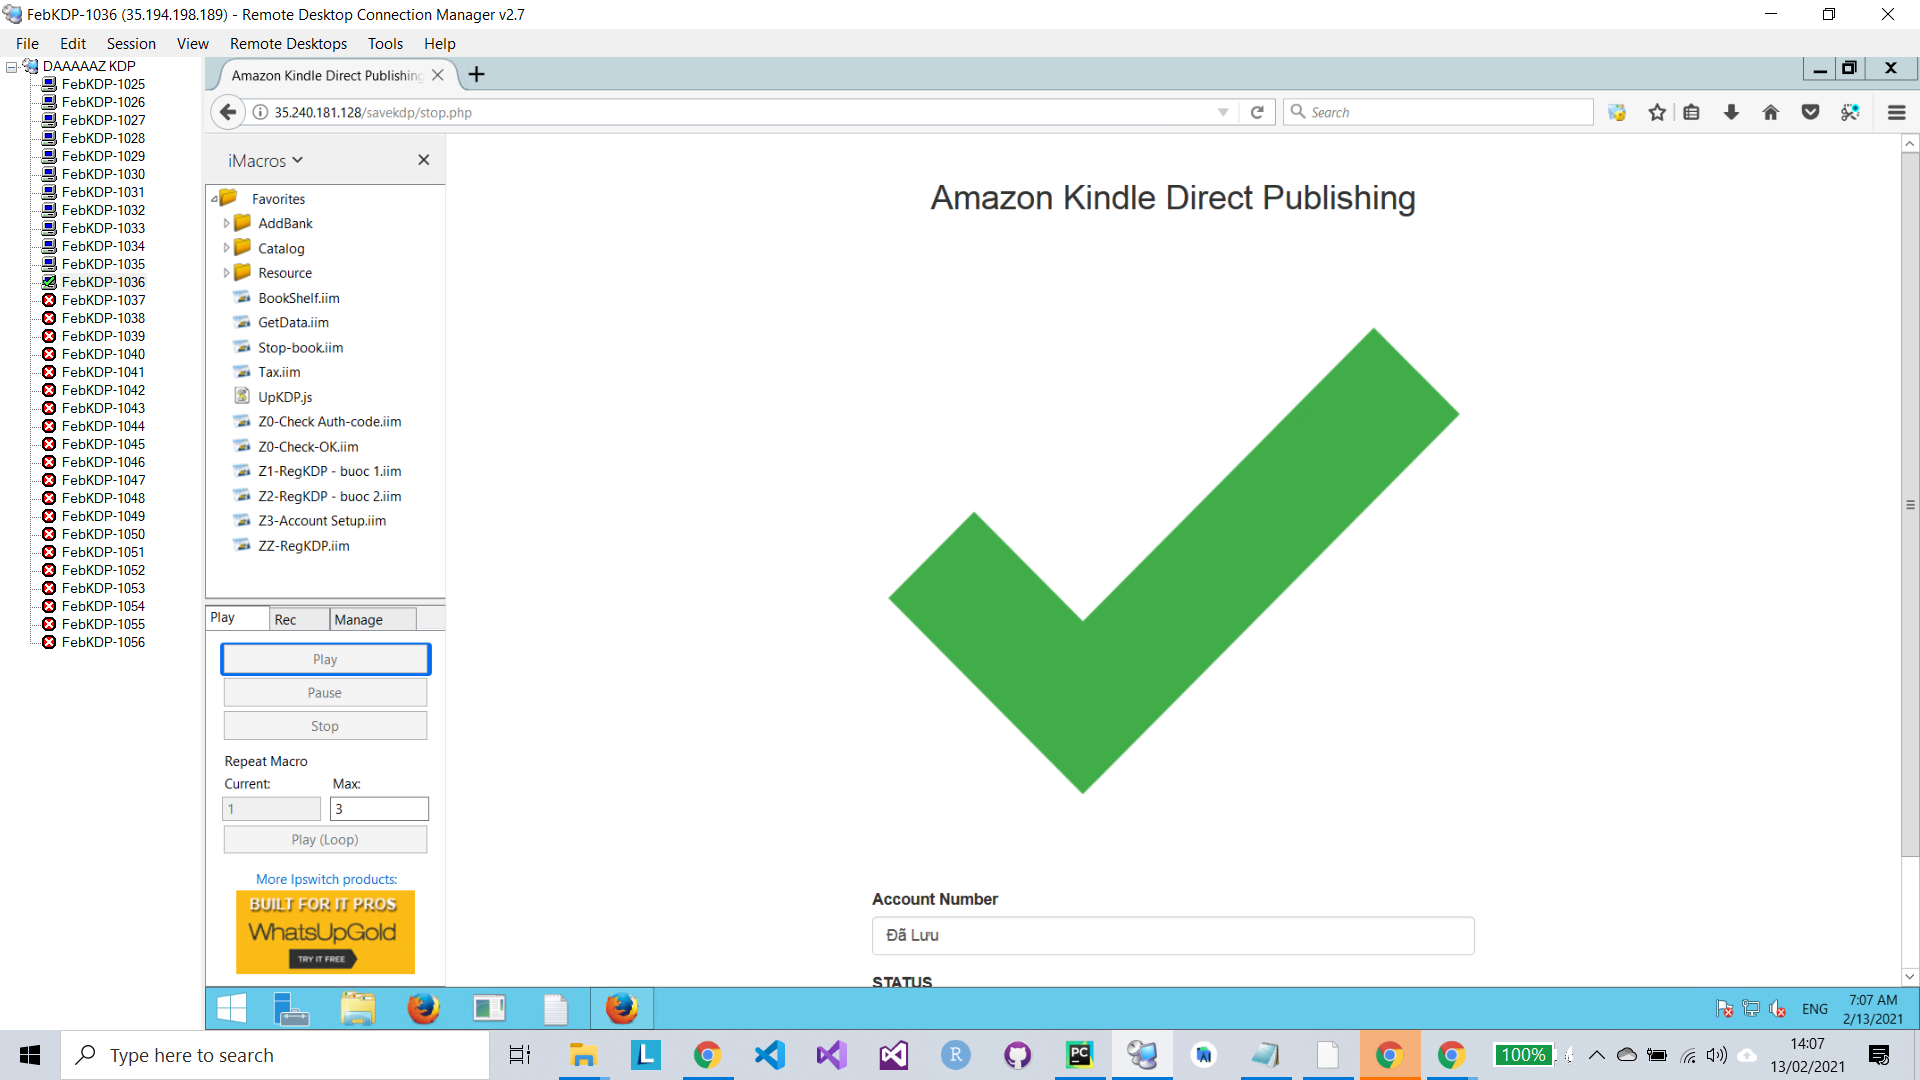 FebKDP-1036 (35.194.198.189) - Remote Desktop Connection Manager v2.7
File Edit Session View Remote Desktops Tools Help
DAAAAAZ KDP
FebKDP-1025
FebKDP-1026
FebKDP-1027
FebKDP-1028
FebKDP-1029
FebKDP-1030
FebKDP-1031
FebKDP-1032
FebKDP-1033
FebKDP-1034
FebKDP-1035
FebKDP-1036
FebKDP-1037
FebKDP-1038
FebKDP-1039
FebKDP-1040
FebKDP-1041
FebKDP-1042
FebKDP-1043
FebKDP-1044
FebKDP-1045
FebKDP-1046
FebKDP-1047
FebKDP-1048
FebKDP-1049
FebKDP-1050
FebKDP-1051
FebKDP-1052
FebKDP-1053
FebKDP-1054
FebKDP-1055
FebKDP-1056
Amazon Kindle Direct Publishing
35.240.181.128/savekdp/stop.php
Search
iMacros
Favorites
AddBank
Catalog
Resource
BookShelf.iim
GetData.iim
Stop-book.iim
Tax.iim
UpKDP.js
Z0-Check Auth-code.iim
Z0-Check-OK.iim
Z1-RegKDP - buoc 1.iim
Z2-RegKDP - buoc 2.iim
Z3-Account Setup.iim
ZZ-RegKDP.iim
Play Rec Manage
Play
Pause
Stop
Repeat Macro
Current: Max:
1 3
Play (Loop)
More Ipswitch products:
BUILT FOR IT PROS
WhatsUpGold
TRY IT FREE
Amazon Kindle Direct Publishing
Account Number
Đã Lưu
STATUS
ENG
7:07 AM
2/13/2021
Type here to search
L
R
PC
100%
14:07
13/02/2021